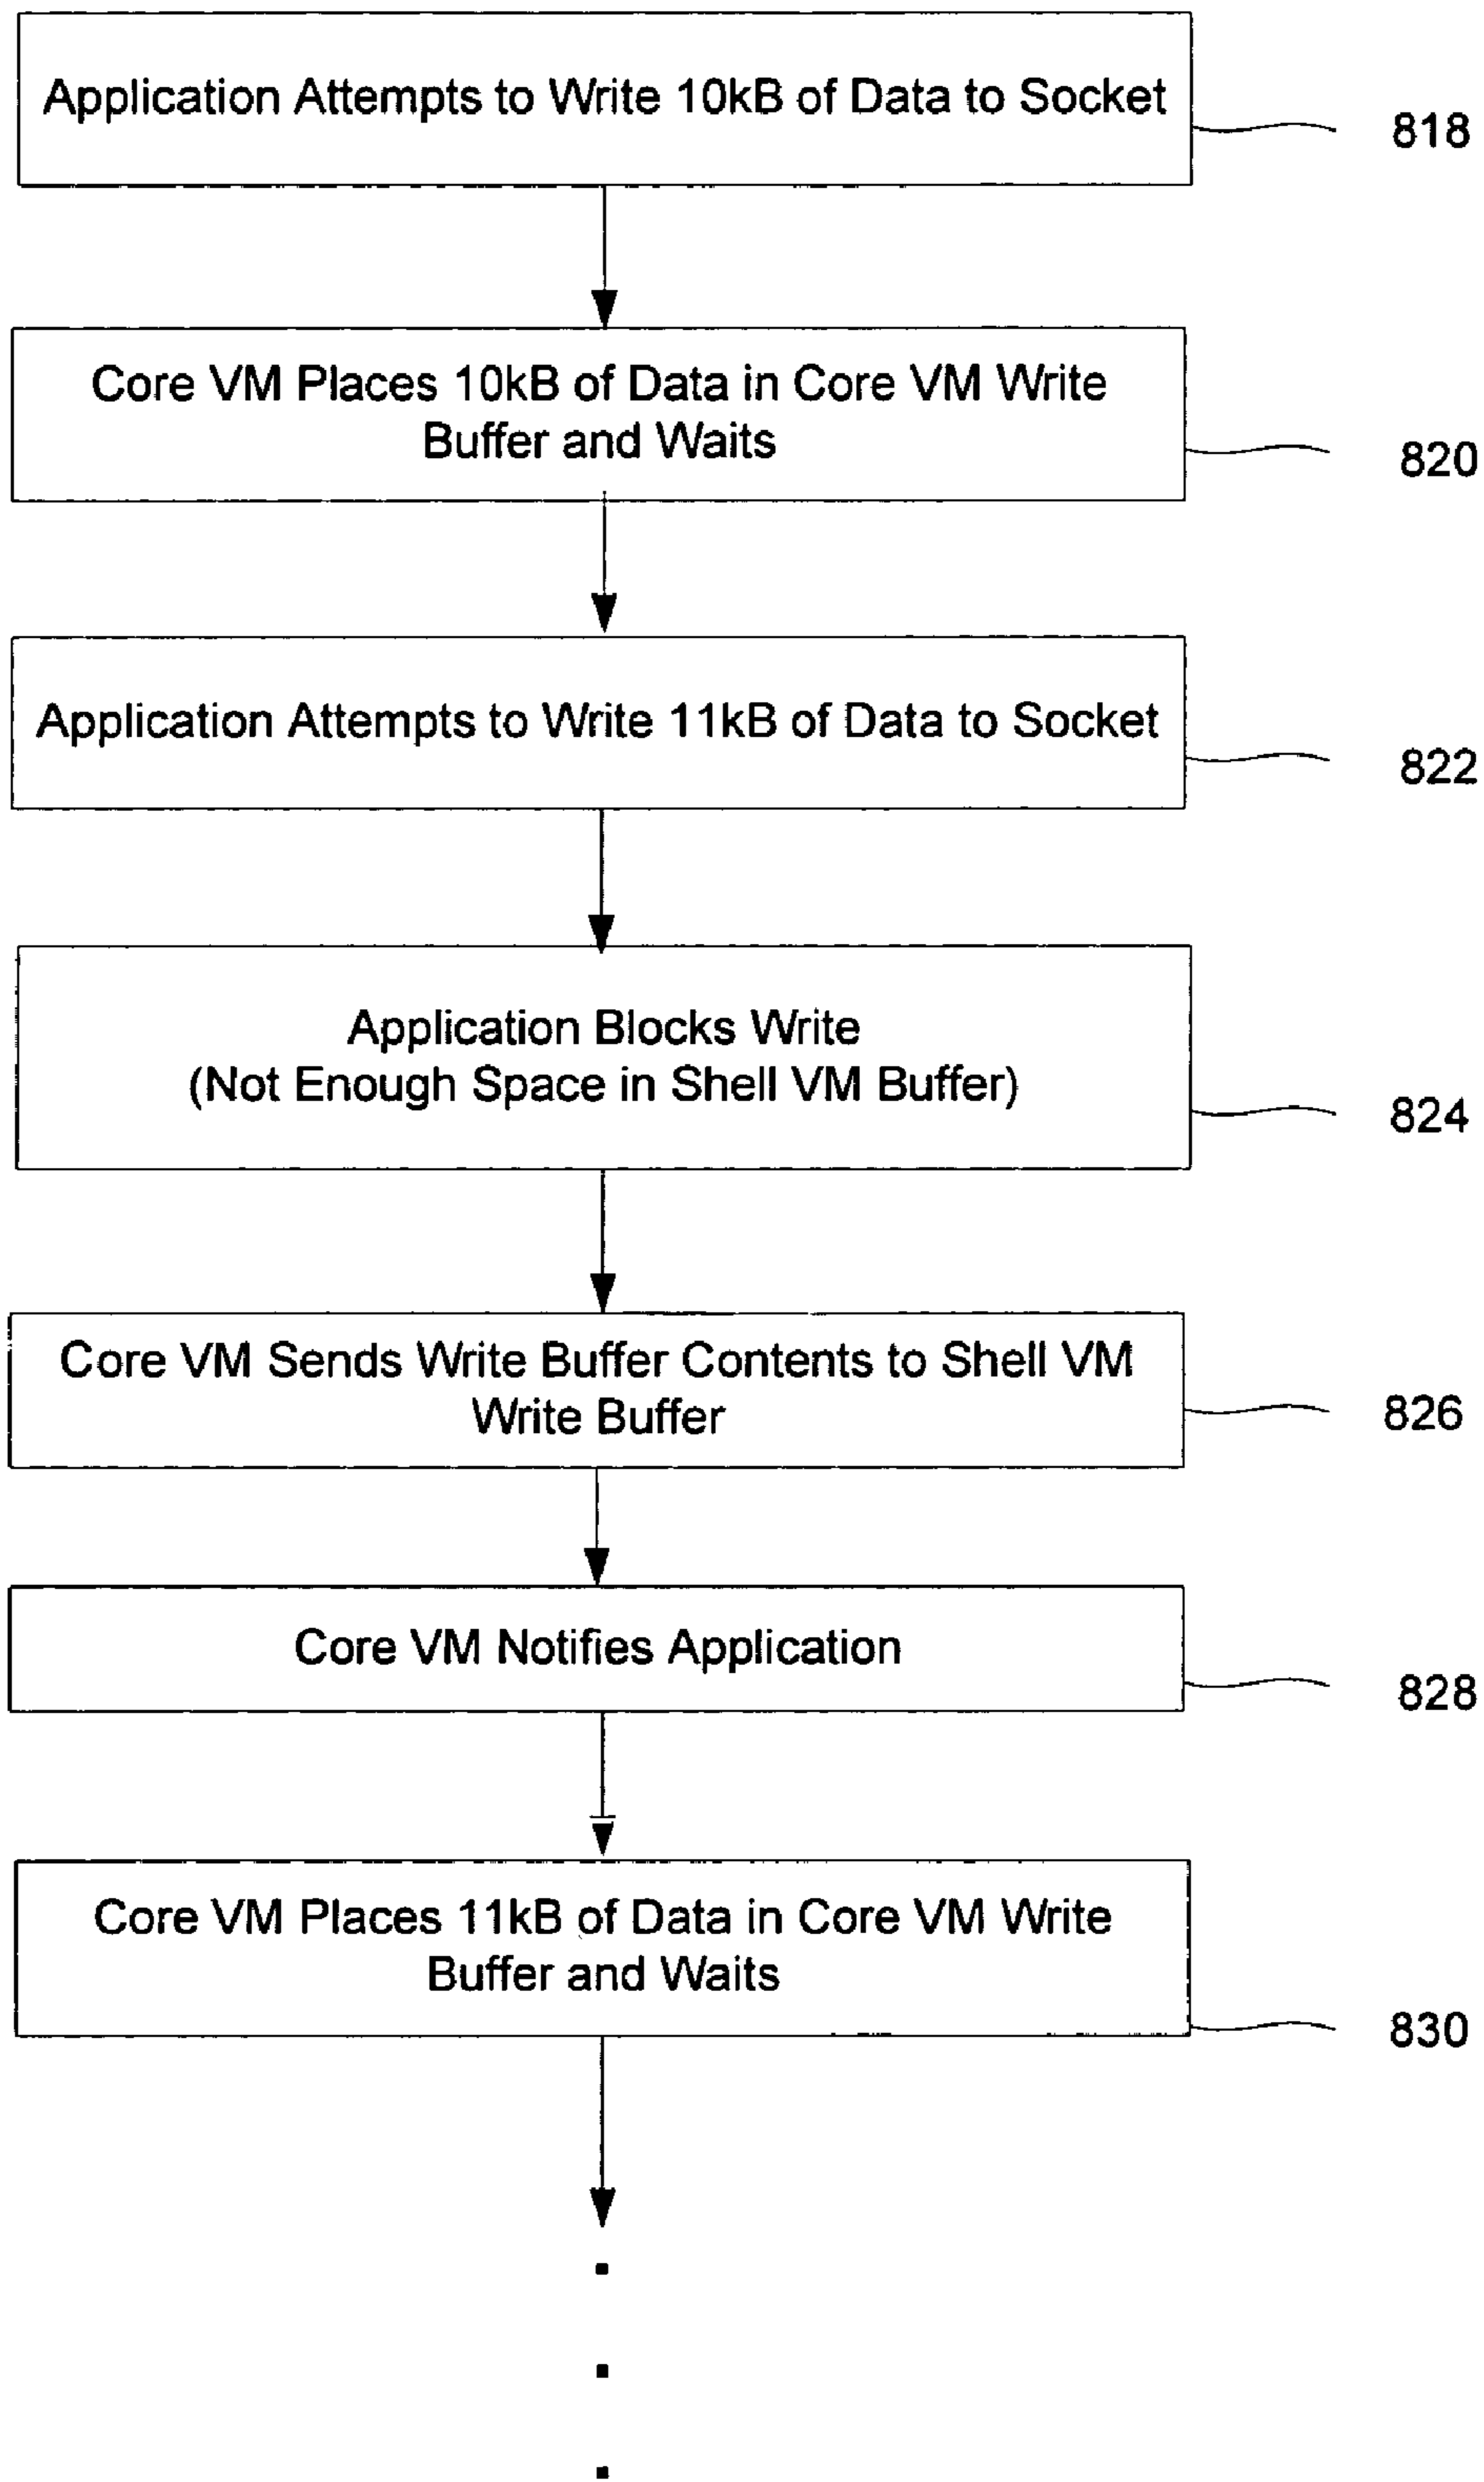 Application Attempts to Write 10kB of Data to Socket
818
Core VM Places 10kB of Data in Core VM Write
Buffer and Waits
820
Application Attempts to Write 11kB of Data to Socket
822
Application Blocks Write
(Not Enough Space in Shell VM Buffer)
824
Core VM Sends Write Buffer Contents to Shell VM
Write Buffer
826
Core VM Notifies Application
828
Core VM Places 11kB of Data in Core VM Write
Buffer and Waits
830